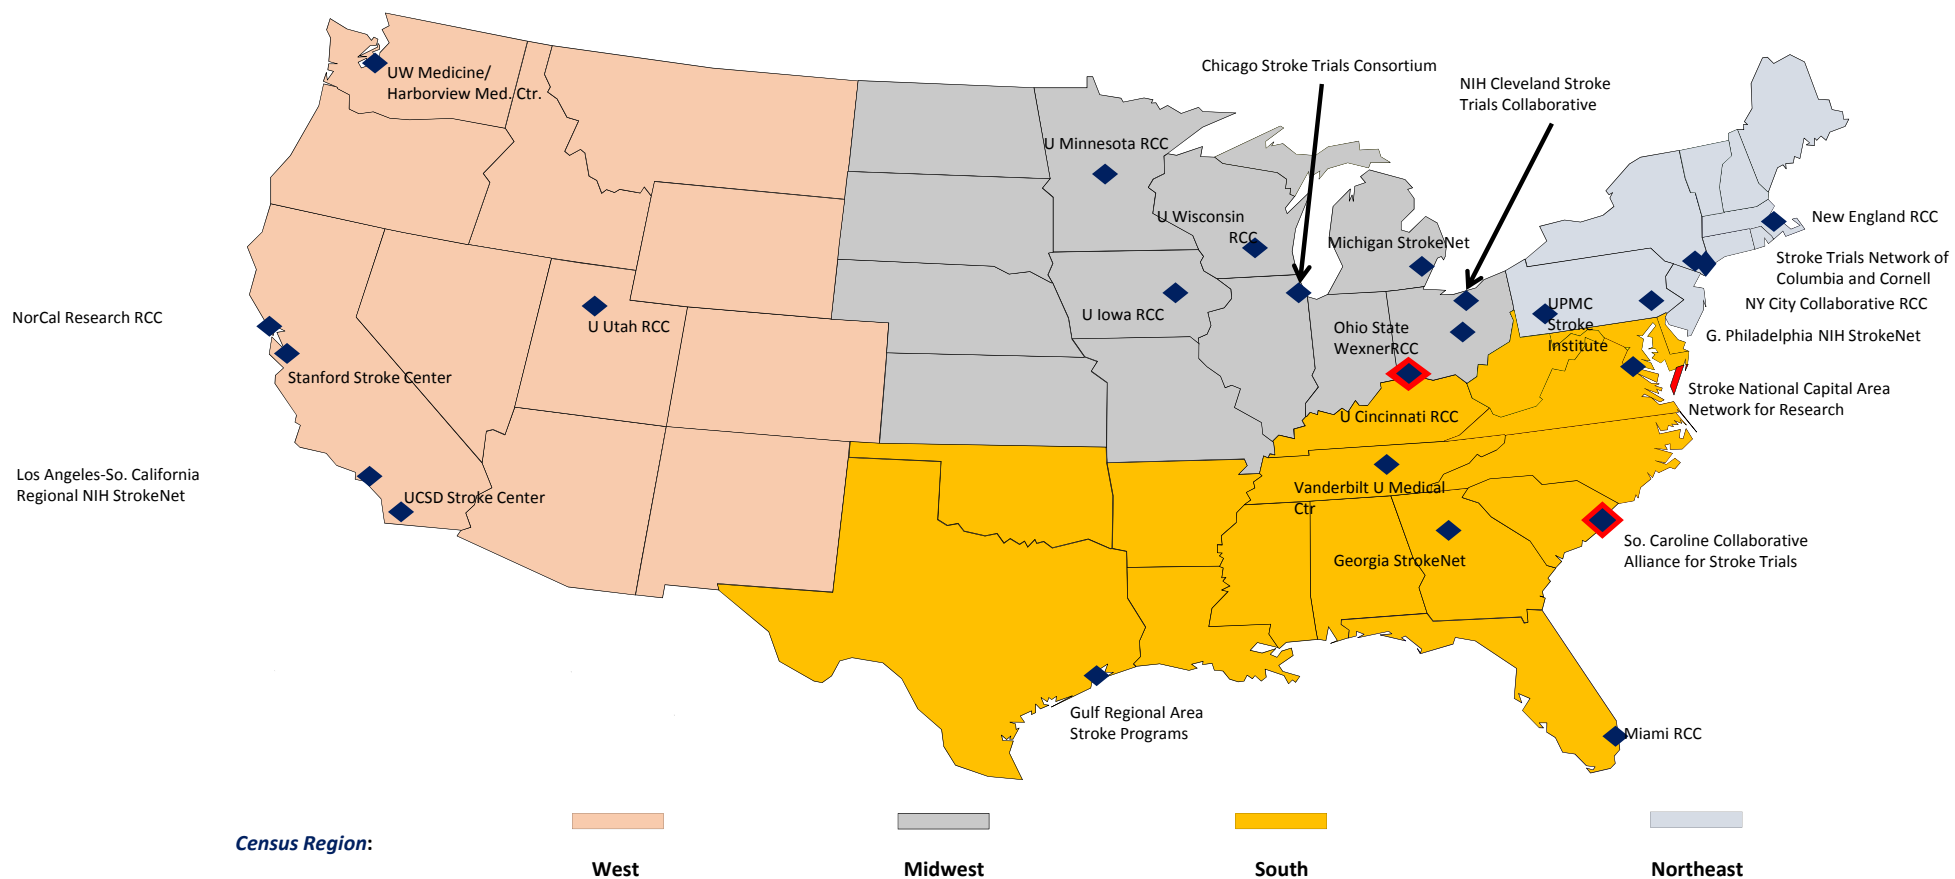 Chicago Stroke Trials Consortium
NIH Cleveland Stroke
Trials Collaborative
UW Medicine/
Harborview Med. Ctr.
U Minnesota RCC
U Wisconsin
RCC
Michigan StrokeNet
New England RCC
Stroke Trials Network of
Columbia and Cornell
NY City Collaborative RCC
G. Philadelphia NIH StrokeNet
UPMC
Stroke
Institute
NorCal Research RCC
U Utah RCC
U Iowa RCC
Ohio State
WexnerRCC
Stanford Stroke Center
Stroke National Capital Area
Network for Research
U Cincinnati RCC
Los Angeles-So. California
Regional NIH StrokeNet
UCSD Stroke Center
Vanderbilt U Medical
Ctr
Georgia StrokeNet
So. Caroline Collaborative
Alliance for Stroke Trials
Gulf Regional Area
Stroke Programs
Miami RCC
Census Region:
West
Midwest
South
Northeast